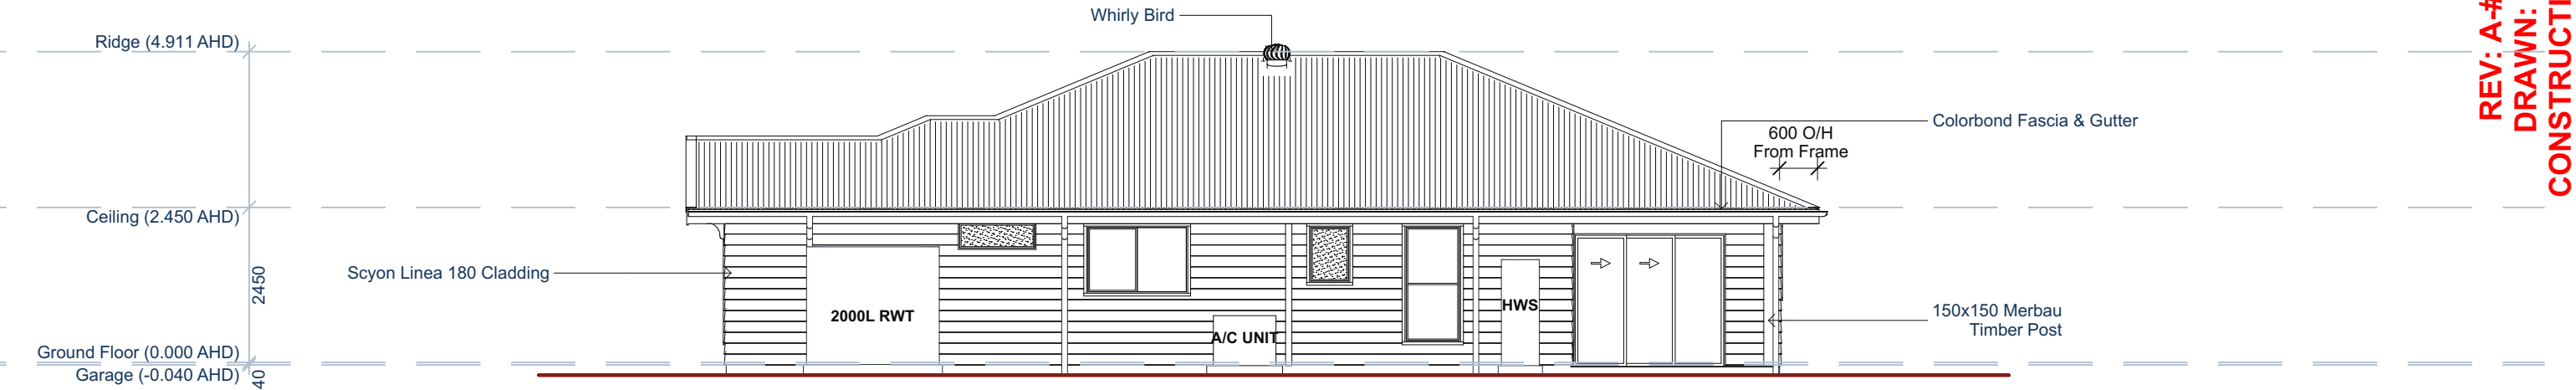 Whirly Bird
Ridge (4.911 AHD)
Colorbond Fascia & Gutter
600 O/H
From Frame
Ceiling (2.450 AHD)
Scyon Linea 180 Cladding
2450
2000L RWT
A/C UNIT
HWS
150x150 Merbau
Timber Post
Ground Floor (0.000 AHD)
Garage (-0.040 AHD)
40
REV: A-#
DRAWN: